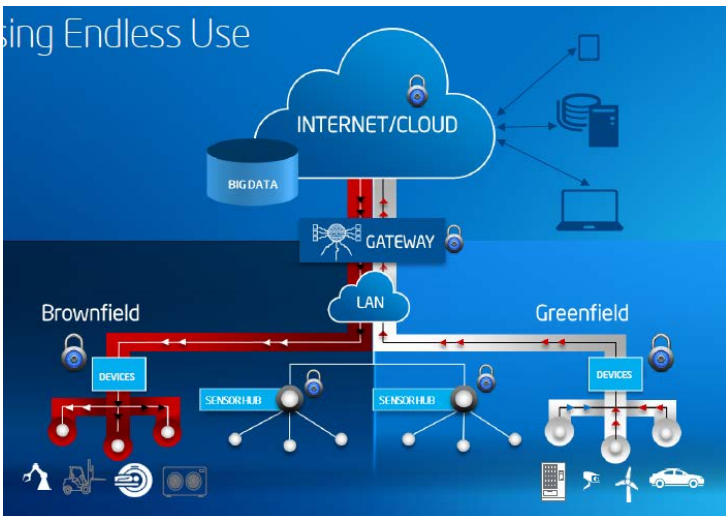 sing Endless Use
INTERNET/CLOUD
BIG DATA
GATEWAY
LAN
Brownfield
Greenfield
DEVICES
DEVICES
SENSOR HUB
SENSOR HUB